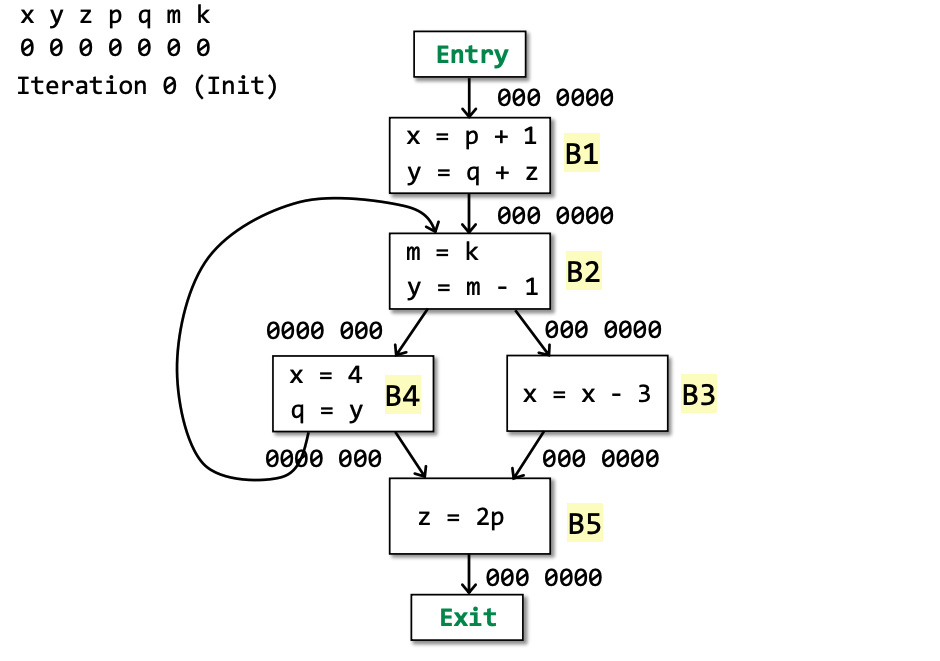 x y z p q m k
0 0 0 0 0 0 0
Iteration 0 (Init)
Entry
000 0000
x = p + 1
y = q + z
B1
000 0000
m = k
y = m - 1
B2
0000 000
000 0000
x = 4
q = y
B4
x = x - 3
B3
0000 000
000 0000
z = 2p
B5
000 0000
Exit